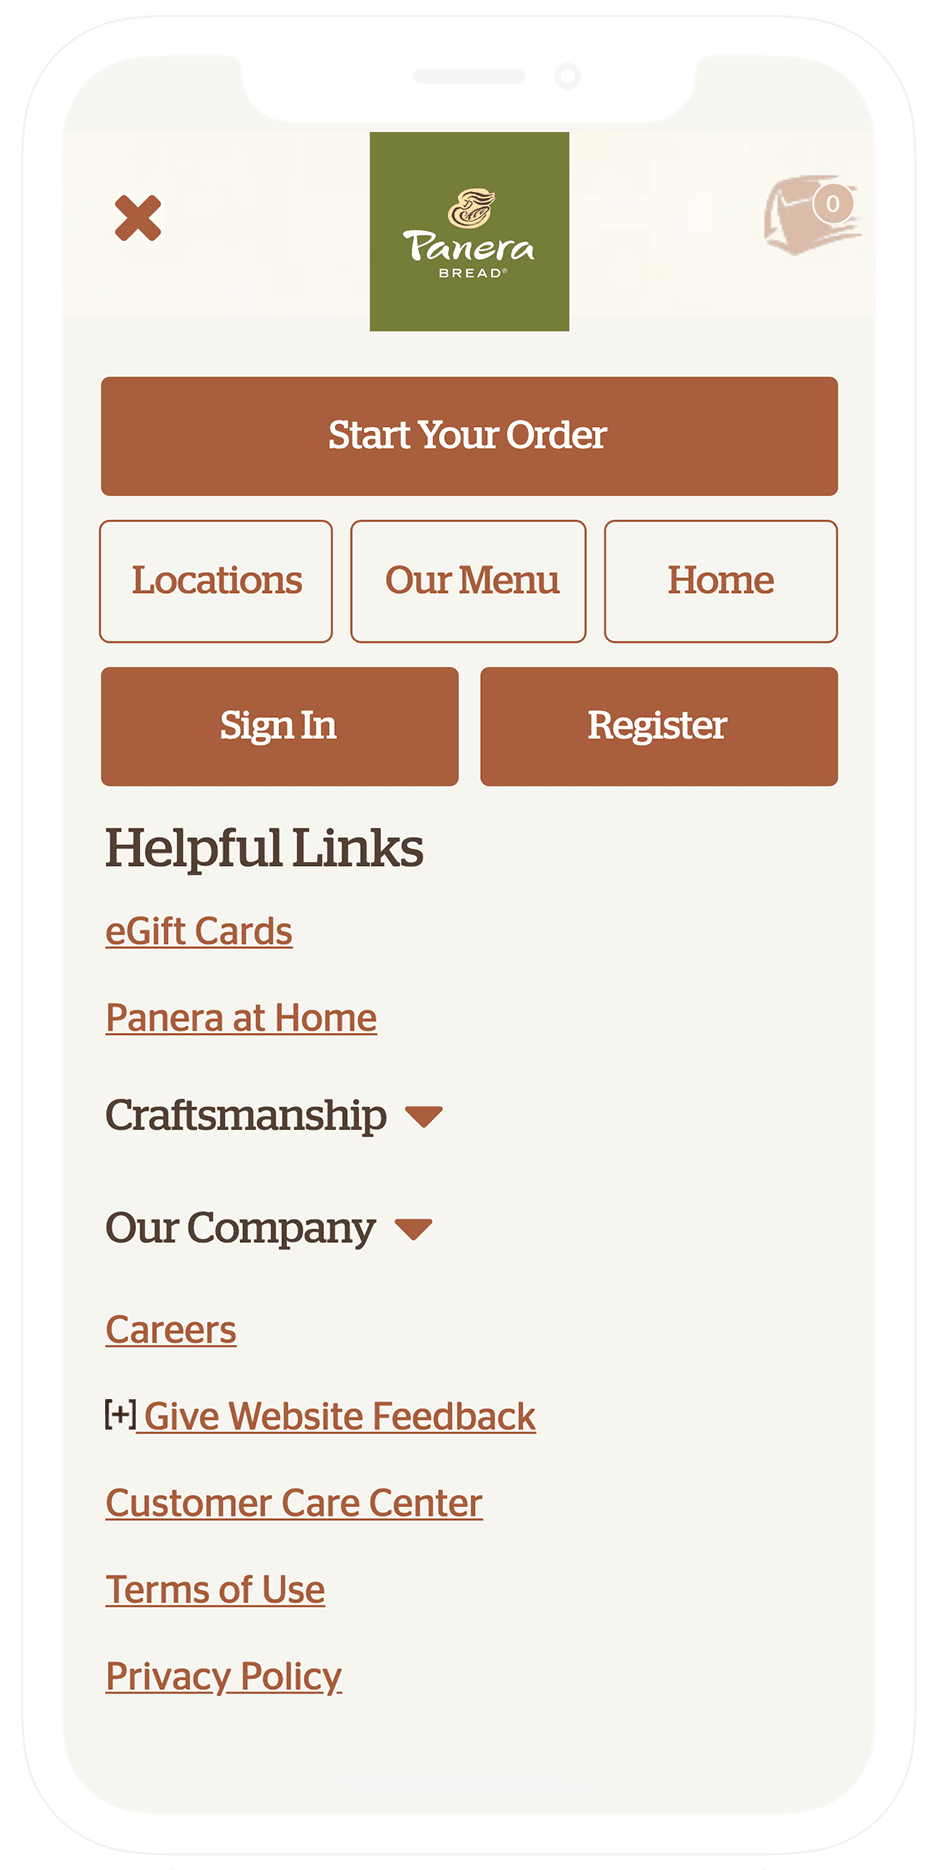 Panera
BREAD®
0
Start Your Order
Locations
Our Menu
Home
Sign In
Register
Helpful Links
eGift Cards
Panera at Home
Craftsmanship
Our Company
Careers
[+] Give Website Feedback
Customer Care Center
Terms of Use
Privacy Policy